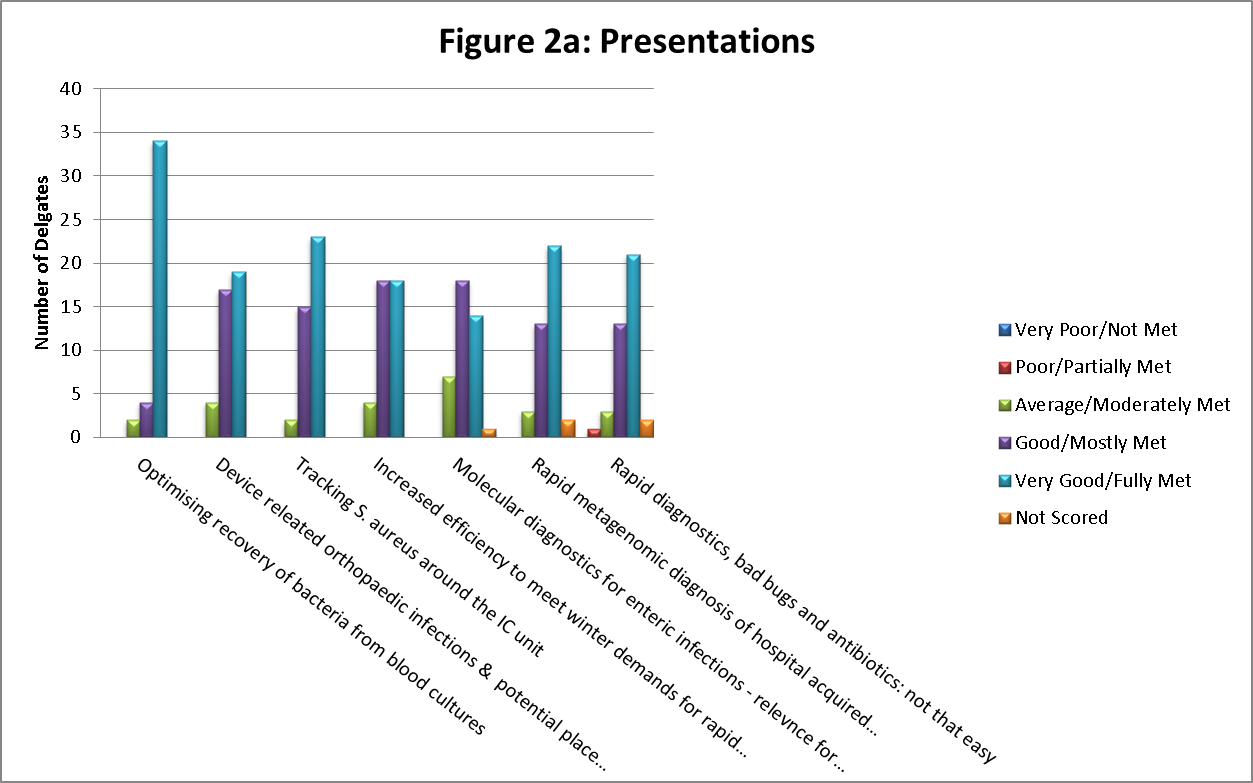 Figure 2a: Presentations
Number of Delgates
40
35
30
25
20
15
10
5
0
Optimising recovery of bacteria from blood cultures
Device releated orthopaedic infections & potential place...
Tracking S. aureus around the IC unit
Increased efficiency to meet winter demands for rapid...
Molecular diagnostics for enteric infections - relevnce for...
Rapid metagenomic diagnosis of hospital acquired...
Rapid diagnostics, bad bugs and antibiotics: not that easy
Very Poor/Not Met
Poor/Partially Met
Average/Moderately Met
Good/Mostly Met
Very Good/Fully Met
Not Scored